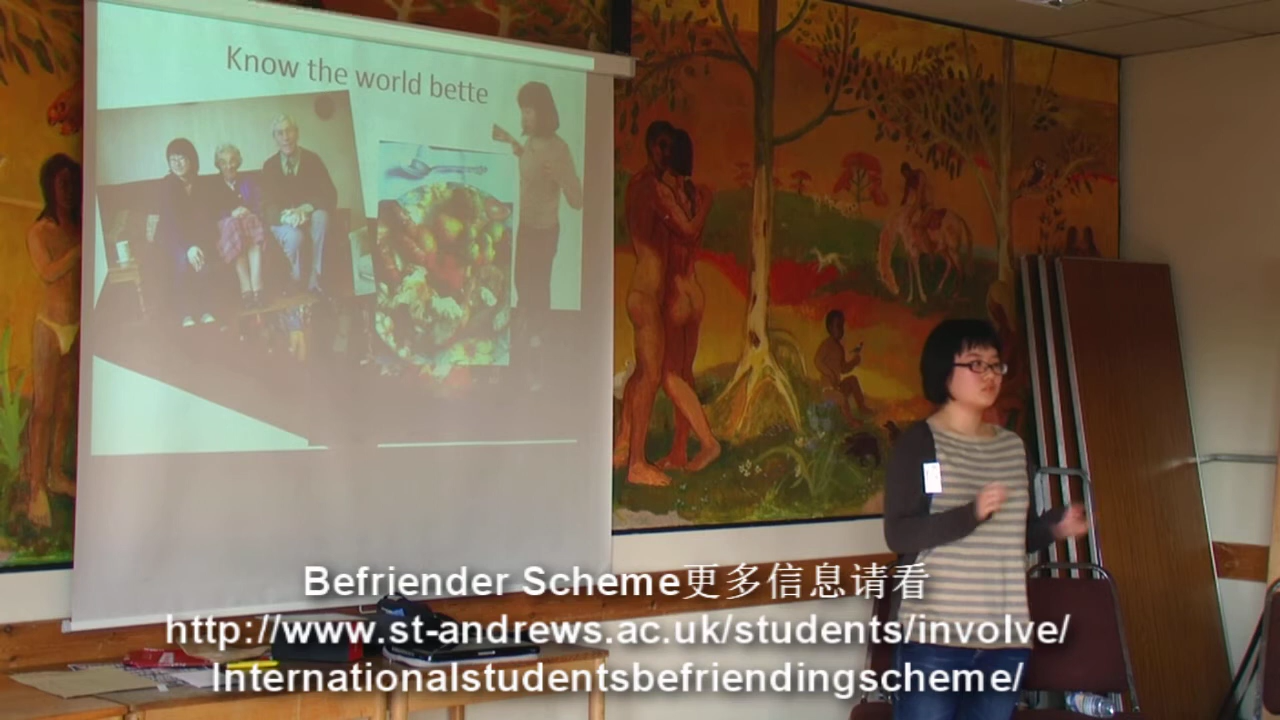 Know the world bette
Befriender Scheme更多信息请看
http://www.st-andrews.ac.uk/students/involve/
Internationalstudentsbefriendingscheme/